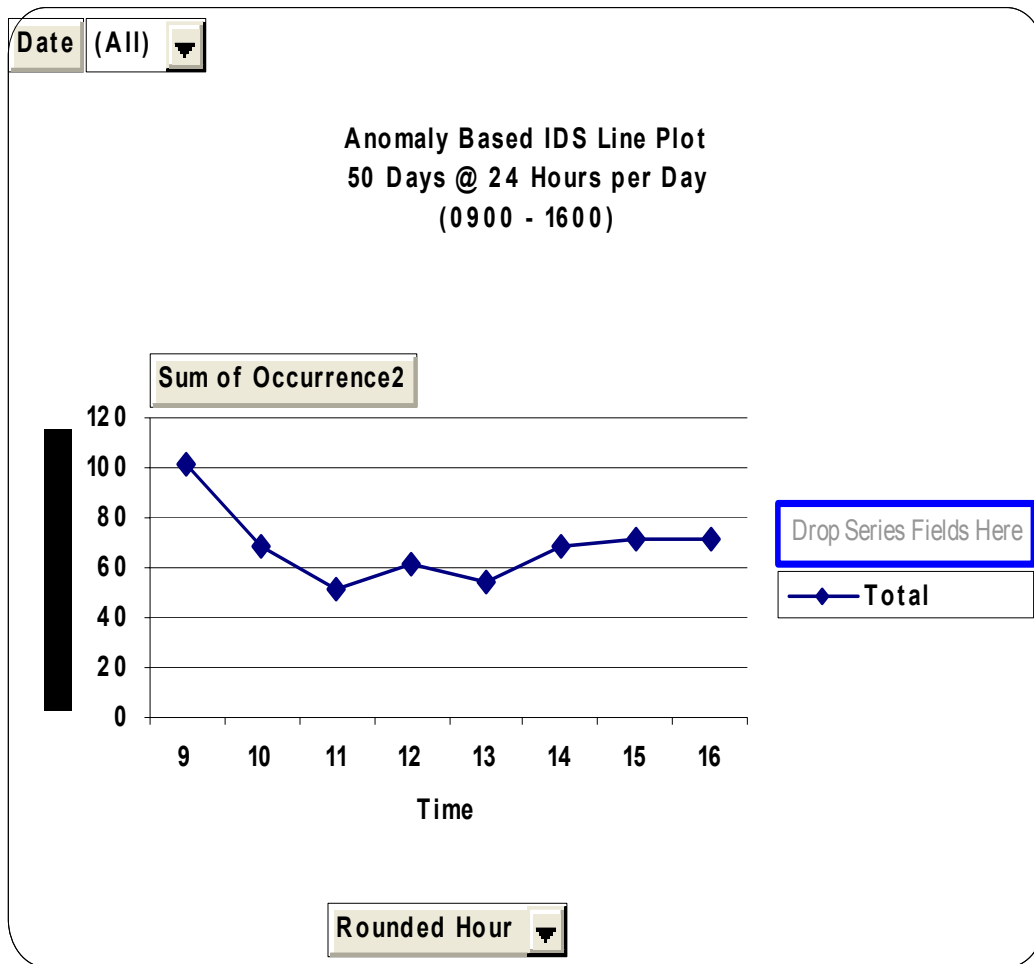 Date (All)
Anomaly Based IDS Line Plot
50 Days @ 24 Hours per Day
(0900 - 1600)
Sum of Occurrence2
120
100
80
60
40
20
0
9 10 11 12 13 14 15 16
Time
Drop Series Fields Here
Total
Rounded Hour